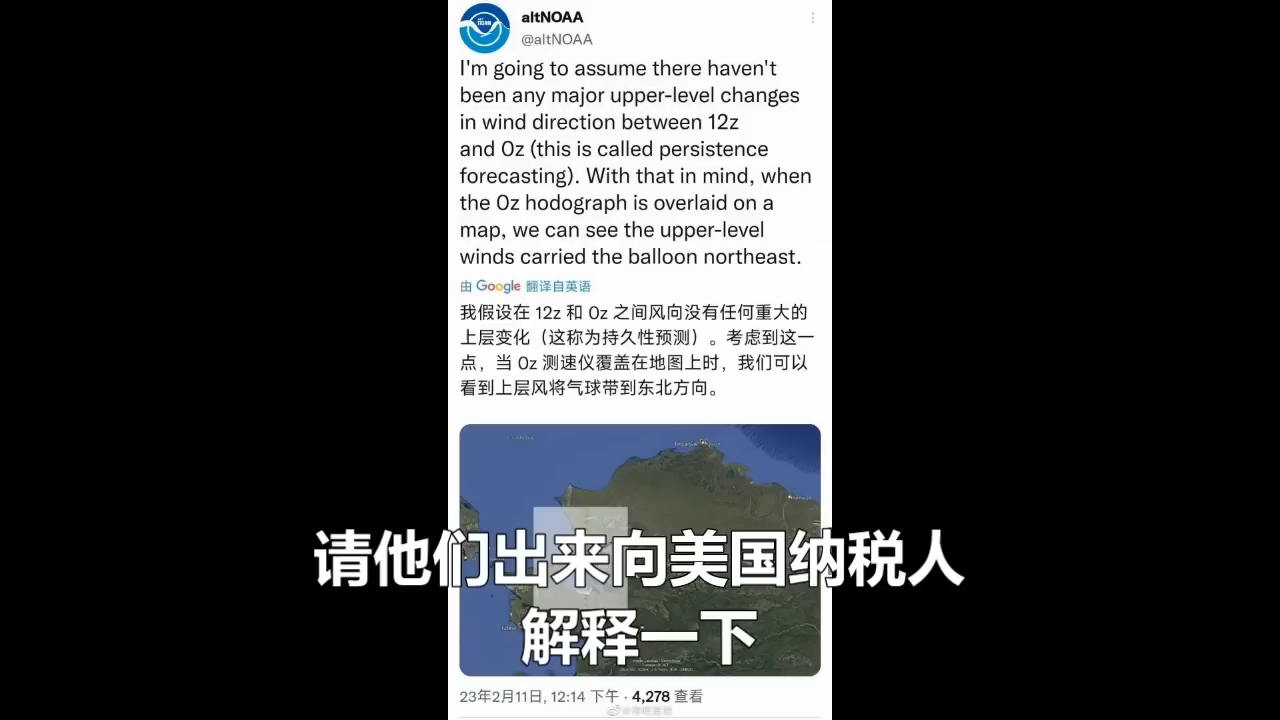 altNOAA
@altNOAA
I'm going to assume there haven't
been any major upper-level changes
in wind direction between 12z
and 0z (this is called persistence
forecasting). With that in mind, when
the 0z hodograph is overlaid on a
map, we can see the upper-level
winds carried the balloon northeast.
由 Google 翻译自英语
我假设在 12z 和 0z 之间风向没有任何重大的
上层变化（这称为持久性预测）。考虑到这一
点，当 0z 测速仪覆盖在地图上时，我们可以
看到上层风将气球带到东北方向。
请他们出来向美国纳税人
解释一下
23年2月11日, 12:14 下午 · 4,278 查看